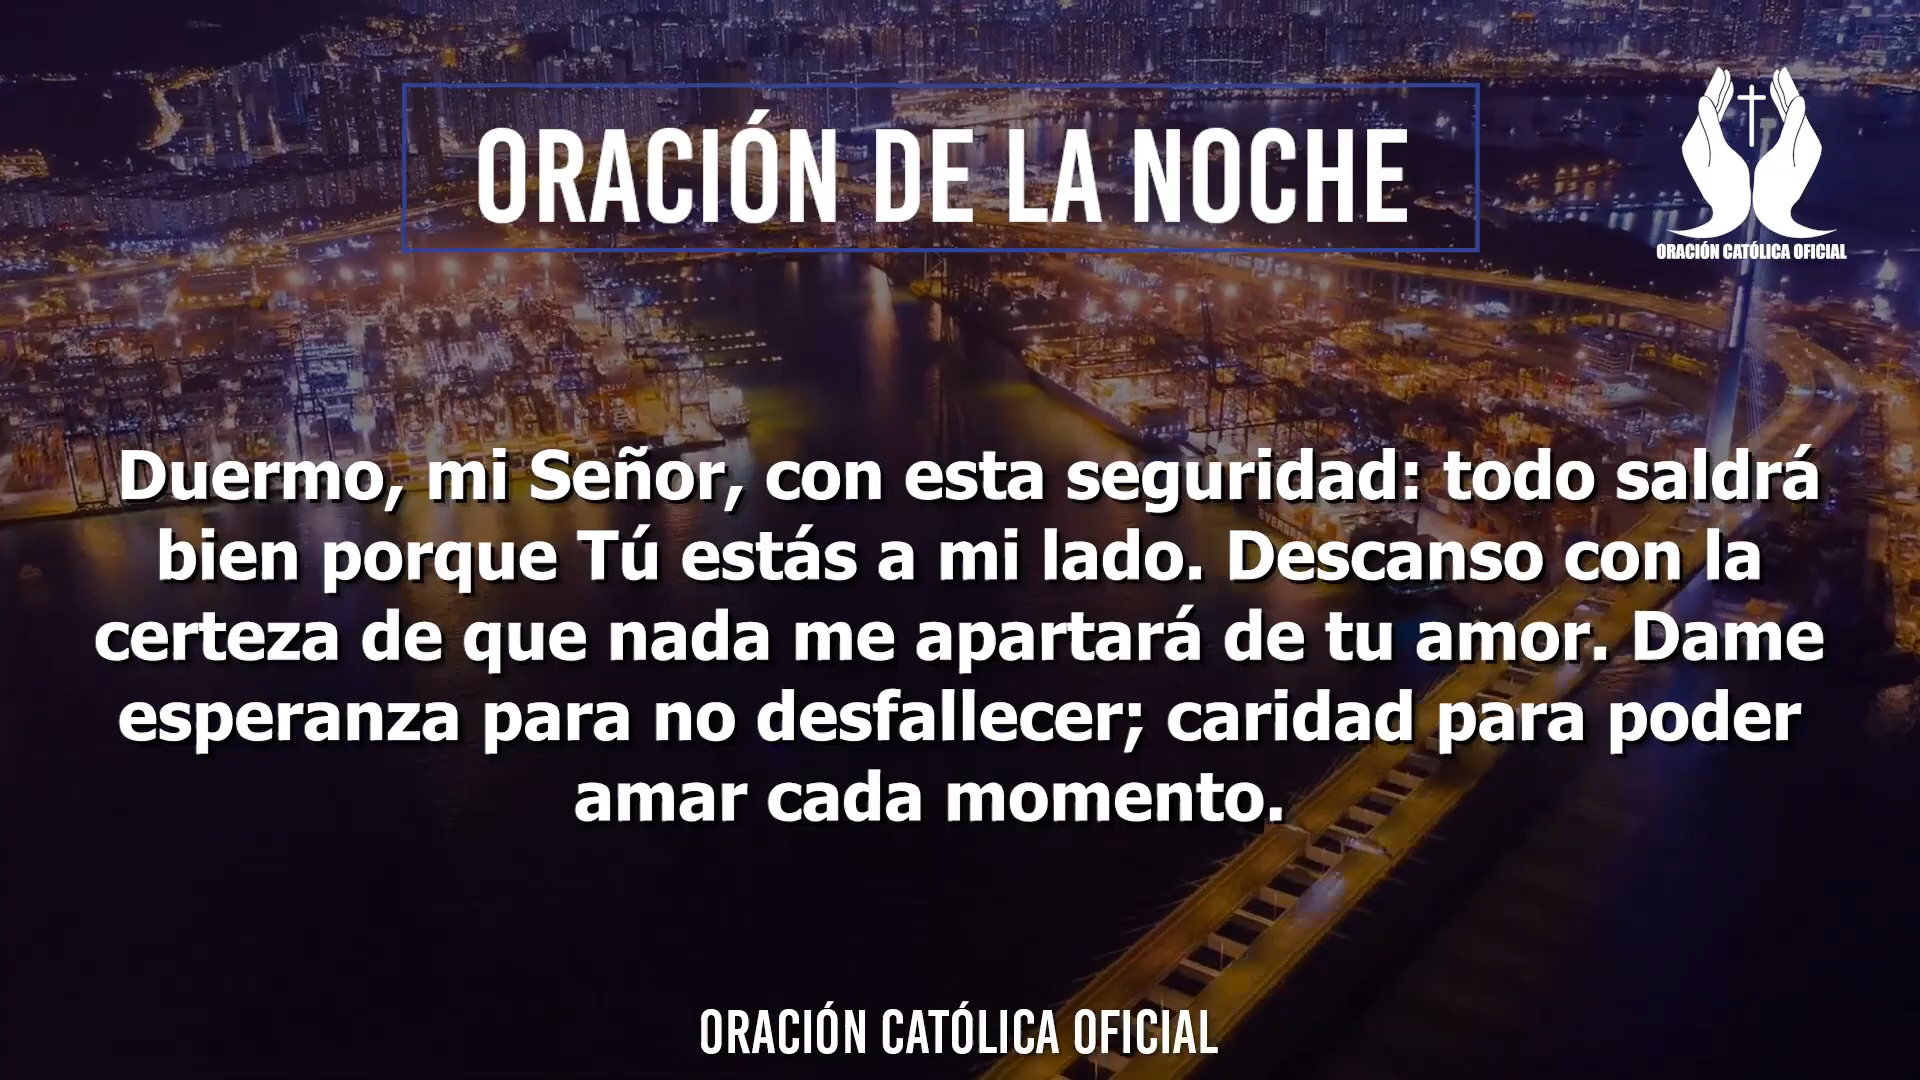 ORACIÓN DE LA NOCHE
ORACIÓN CATÓLICA OFICIAL
Duermo, mi Señor, con esta seguridad: todo saldrá
bien porque Tú estás a mi lado. Descanso con la
certeza de que nada me apartará de tu amor. Dame
esperanza para no desfallecer; caridad para poder
amar cada momento.
ORACIÓN CATÓLICA OFICIAL